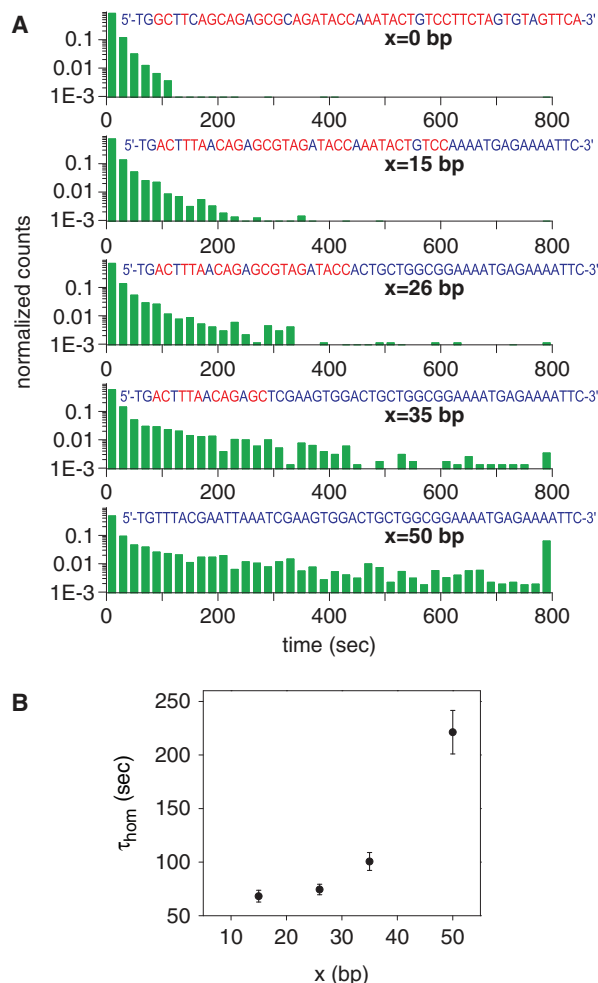 A
5'-TGGCTTCAGCAGAGCGCAGATACCAAATACTGTCCTTCTAGTGTAGTTCA-3'
x=0 bp
0.1
0.01
1E-3
0 200 400 600 800
5'-TGACTTTAACAGAGCGTAGATACCAAATACTGTCCAAAATGAGAAAATTC-3'
x=15 bp
0.1
0.01
1E-3
0 200 400 600 800
5'-TGACTTTAACAGAGCGTAGATACCACTGCTGGCGGAAAATGAGAAAATTC-3'
x=26 bp
0.1
0.01
1E-3
0 200 400 600 800
5'-TGACTTTAACAGAGCTCGAAGTGGACTGCTGGCGGAAAATGAGAAAATTC-3'
x=35 bp
0.1
0.01
1E-3
0 200 400 600 800
5'-TGTTTACGAATTAAATCGAAGTGGACTGCTGGCGGAAAATGAGAAAATTC-3'
x=50 bp
0.1
0.01
1E-3
0 200 400 600 800
normalized counts
time (sec)
B
250
200
150
100
50
τhom (sec)
10 20 30 40 50
x (bp)